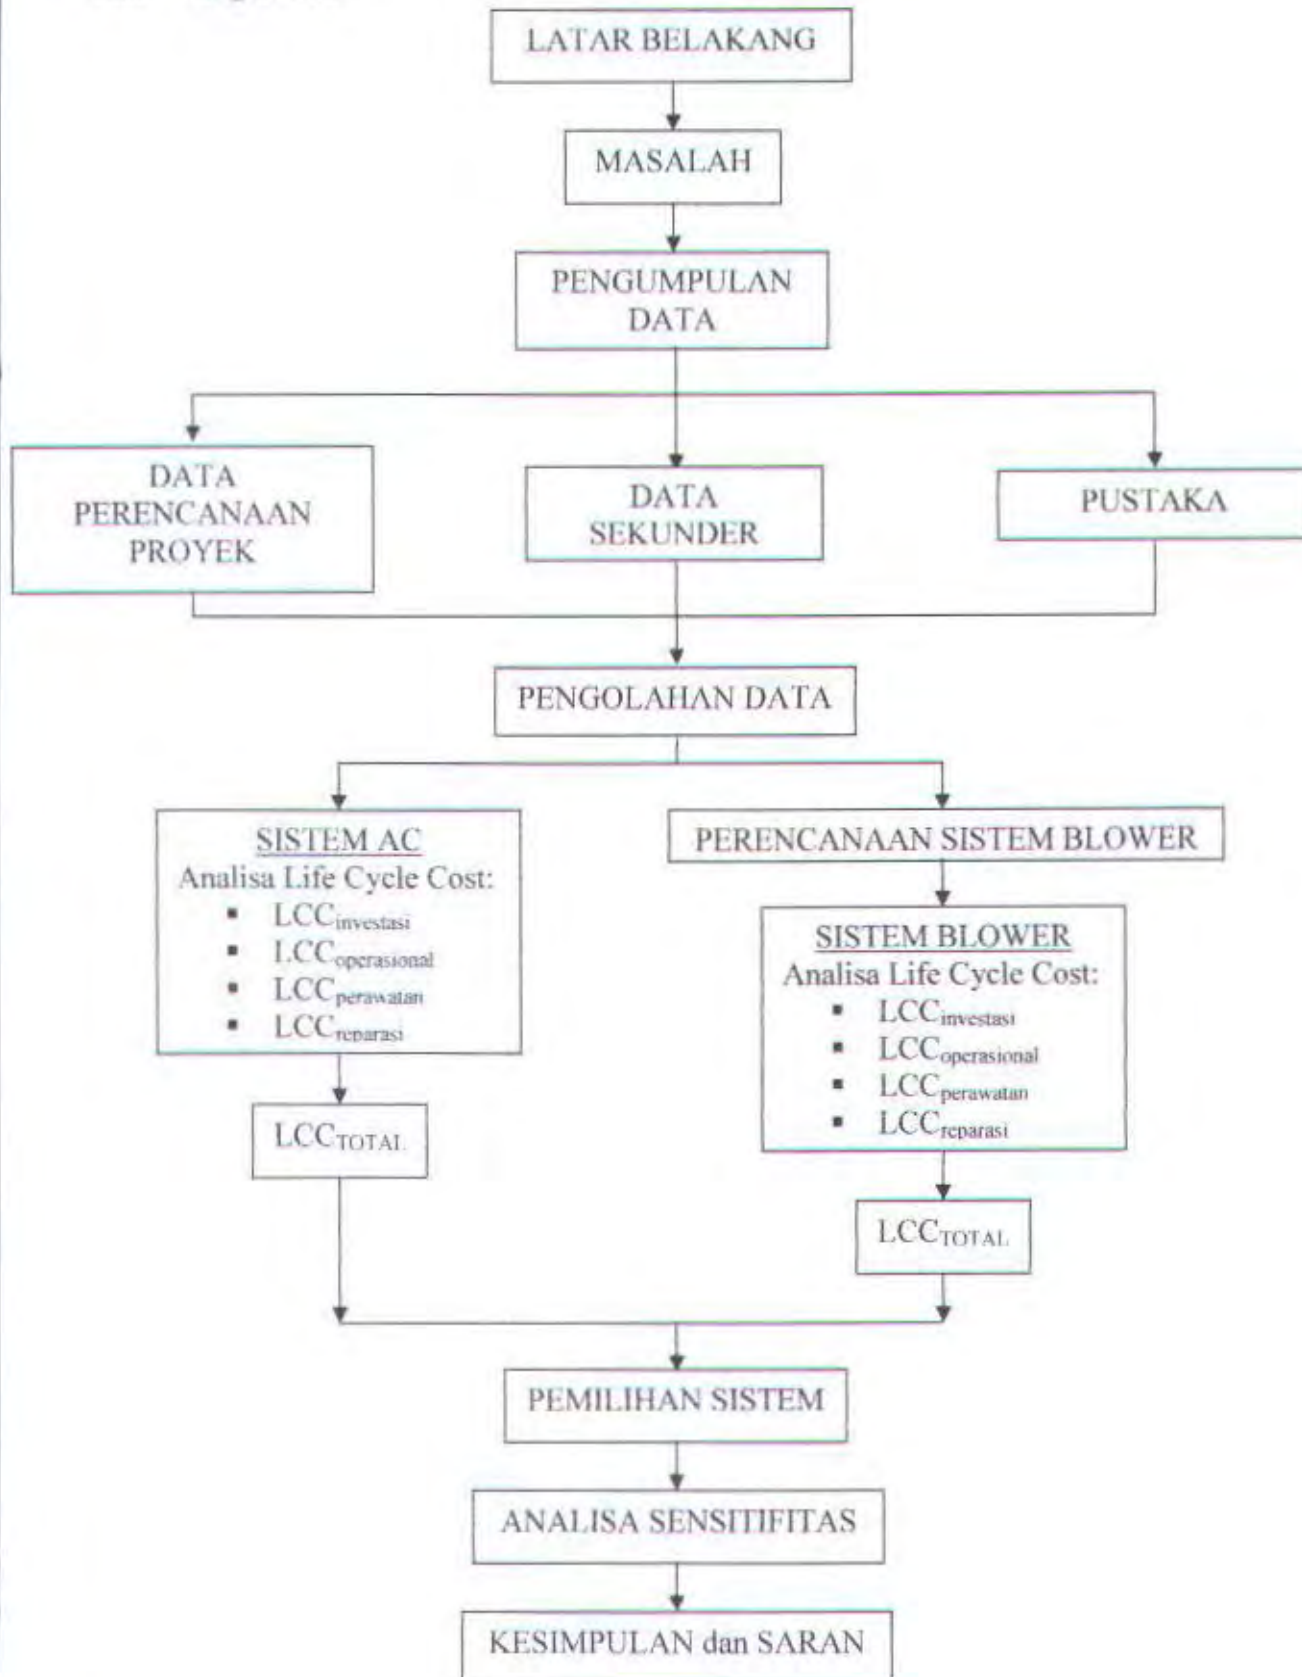 LATAR BELAKANG
MASALAH
PENGUMPULAN
DATA
DATA
PERENCANAAN
PROYEK
DATA
SEKUNDER
PUSTAKA
PENGOLAHAN DATA
SISTEM AC
Analisa Life Cycle Cost:
▪ LCCinvestasi
▪ LCCoperasional
▪ LCCperawatan
▪ LCCreparasi
LCCTOTAL
PERENCANAAN SISTEM BLOWER
SISTEM BLOWER
Analisa Life Cycle Cost:
▪ LCCinvestasi
▪ LCCoperasional
▪ LCCperawatan
▪ LCCreparasi
LCCTOTAL
PEMILIHAN SISTEM
ANALISA SENSITIFITAS
KESIMPULAN dan SARAN